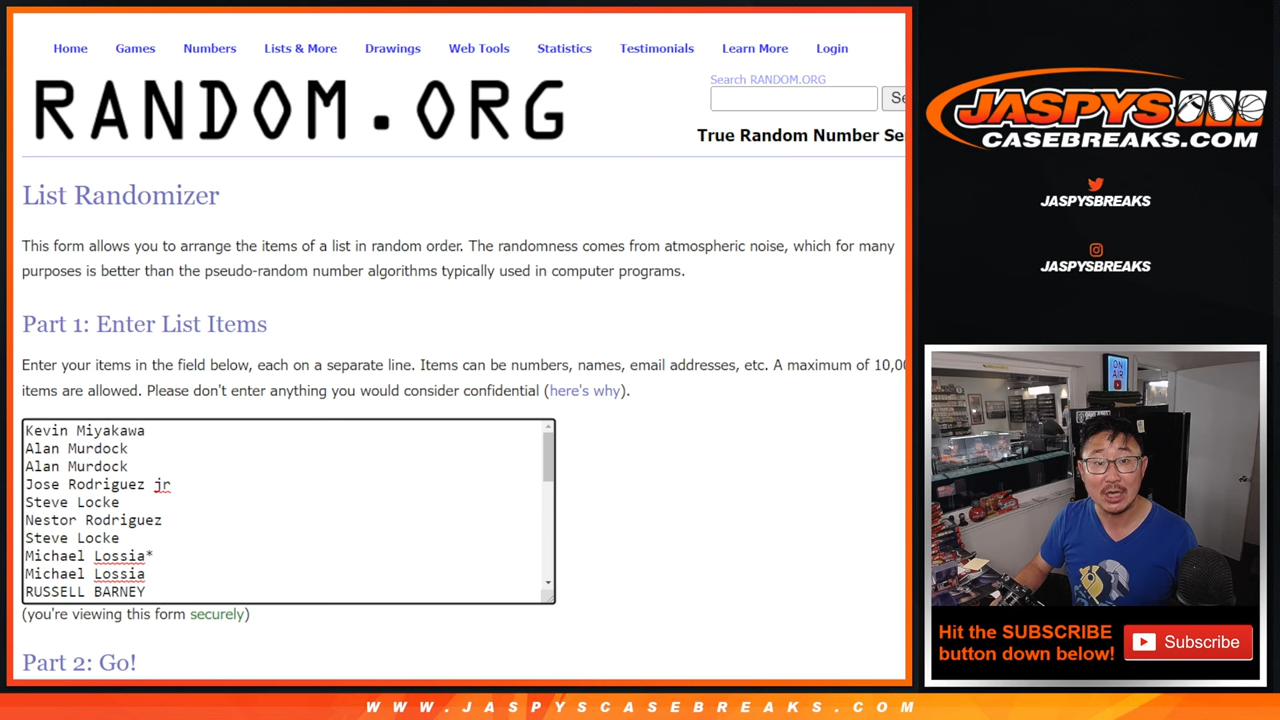 Home Games Numbers Lists & More Drawings Web Tools Statistics Testimonials Learn More Login
RANDOM.ORG
Search RANDOM.ORG
Se
True Random Number Se
List Randomizer
This form allows you to arrange the items of a list in random order. The randomness comes from atmospheric noise, which for many
purposes is better than the pseudo-random number algorithms typically used in computer programs.
Part 1: Enter List Items
Enter your items in the field below, each on a separate line. Items can be numbers, names, email addresses, etc. A maximum of 10,00
items are allowed. Please don't enter anything you would consider confidential (here's why).
Kevin Miyakawa
Alan Murdock
Alan Murdock
Jose Rodriguez jr
Steve Locke
Nestor Rodriguez
Steve Locke
Michael Lossia*
Michael Lossia
RUSSELL BARNEY
(you're viewing this form securely)
Part 2: Go!
JASPYS
CASEBREAKS.COM
JASPYSBREAKS
JASPYSBREAKS
ON
AIR
Hit the SUBSCRIBE
button down below!
Subscribe
WWW.JASPYSCASEBREAKS.COM